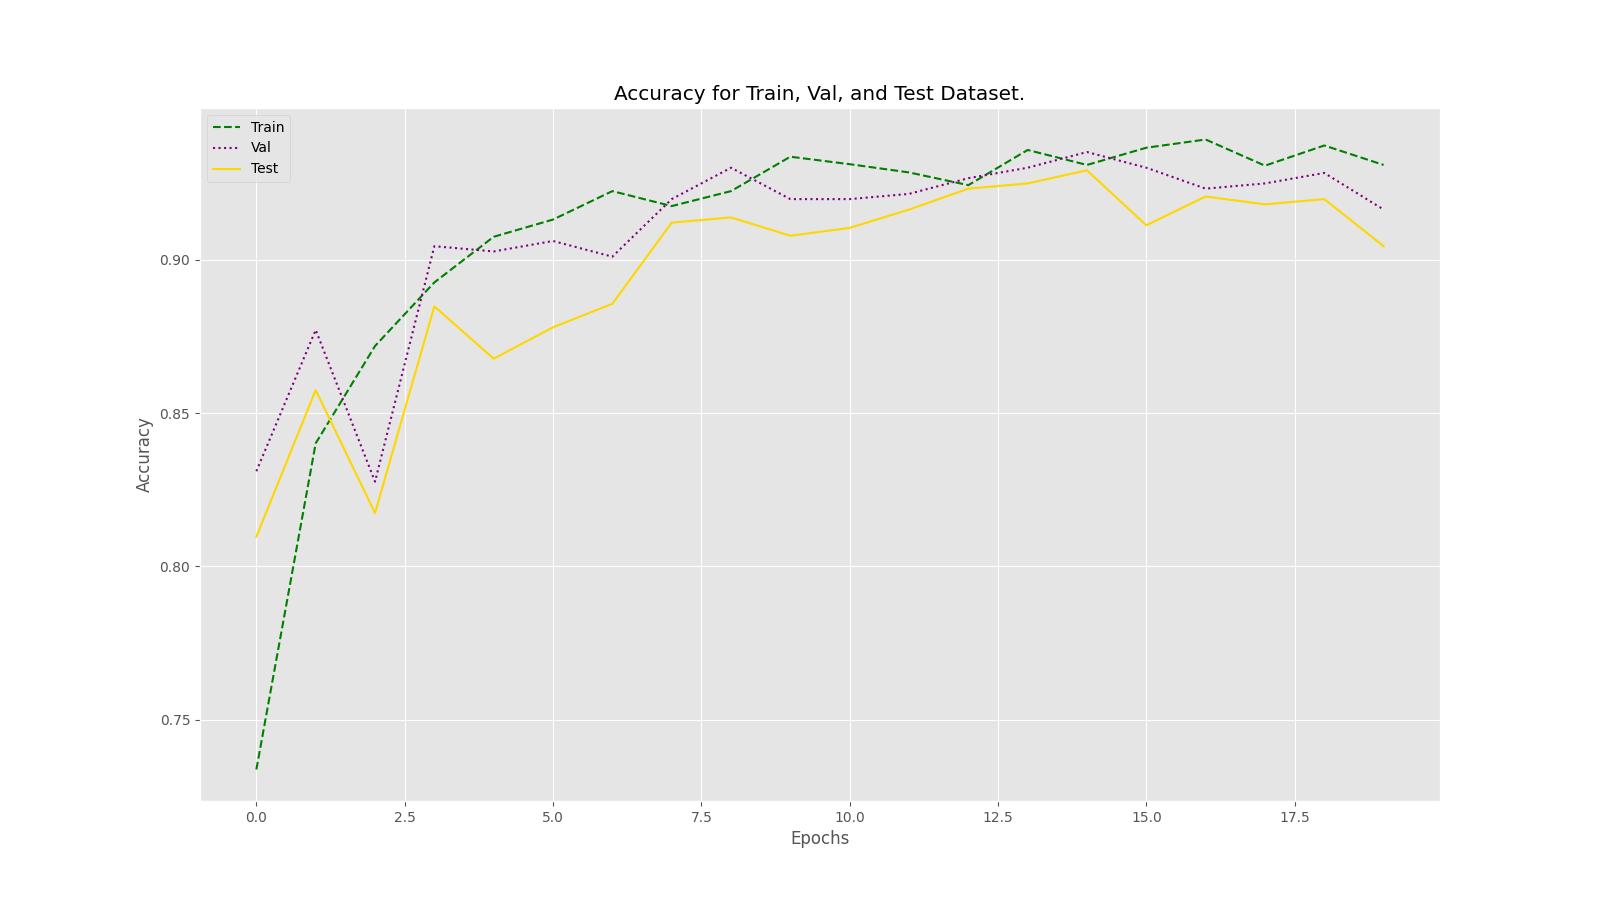 Accuracy for Train, Val, and Test Dataset.
Train
Val
Test
0.90
0.85
0.80
0.75
Accuracy
0.0 2.5 5.0 7.5 10.0 12.5 15.0 17.5
Epochs